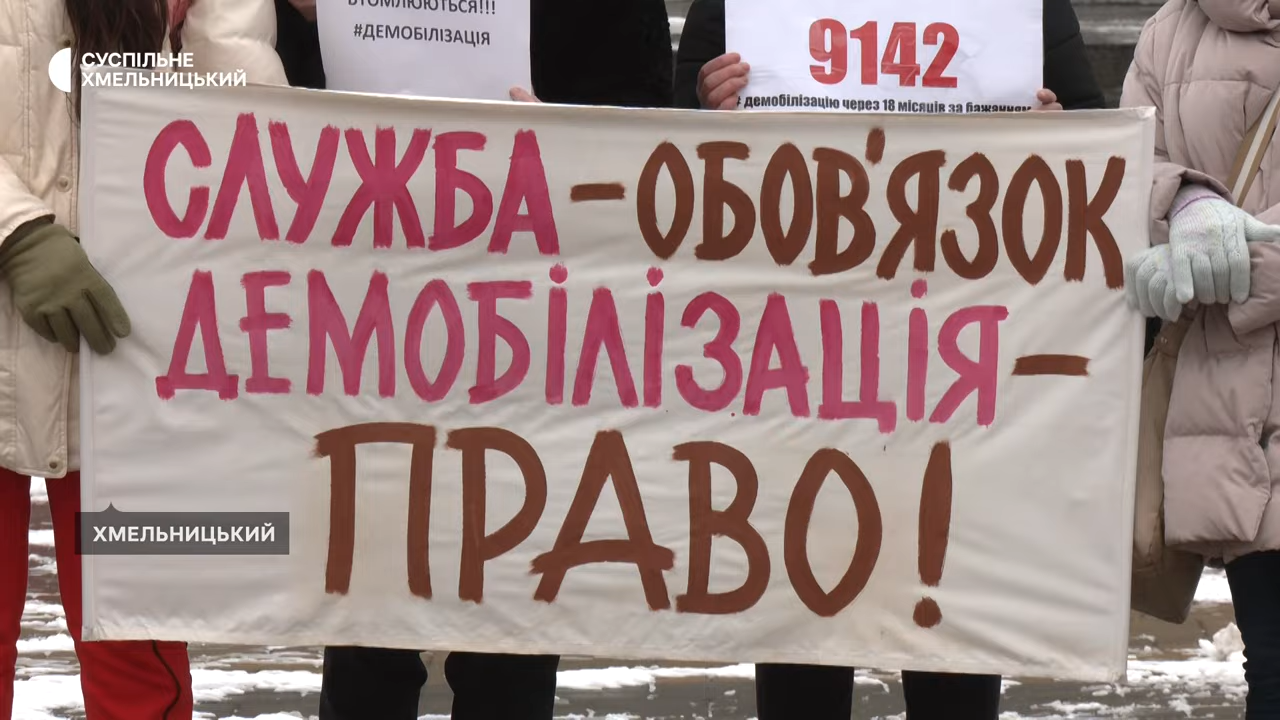 ВТОМЛЮЮТЬСЯ!!!
#ДЕМОБІЛІЗАЦІЯ
9142
# демобілізацію через 18 місяців за бажанням
СУСПІЛЬНЕ
ХМЕЛЬНИЦЬКИЙ
СЛУЖБА – ОБОВ'ЯЗОК
ДЕМОБІЛІЗАЦІЯ –
ПРАВО!
ХМЕЛЬНИЦЬКИЙ